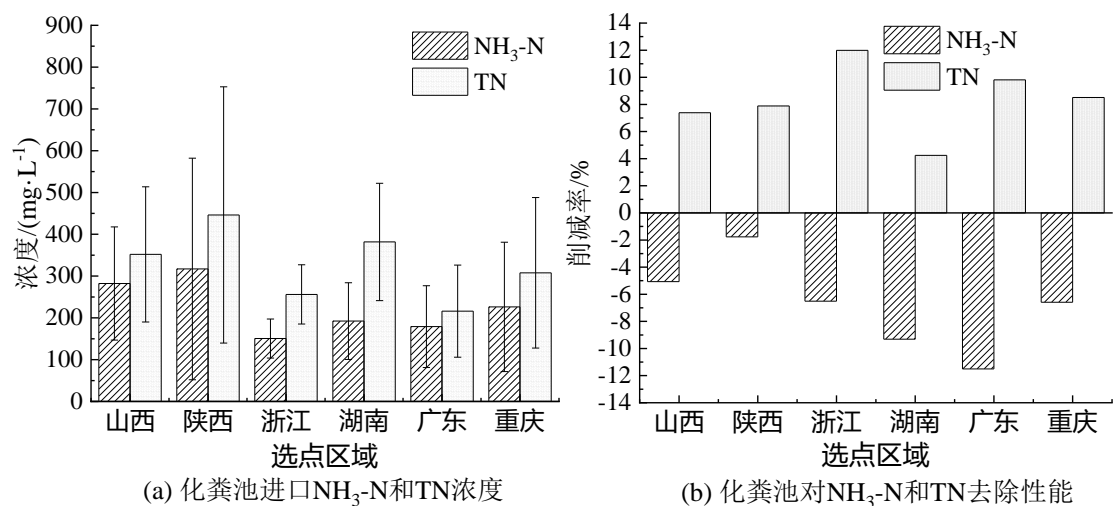 900
800
700
600
500
400
300
200
100
0
浓度/(mg·L⁻¹)
NH₃-N
TN
山西 陕西 浙江 湖南 广东 重庆
选点区域
(a) 化粪池进口NH₃-N和TN浓度
14
12
10
8
6
4
2
0
-2
-4
-6
-8
-10
-12
-14
削减率/%
NH₃-N
TN
山西 陕西 浙江 湖南 广东 重庆
选点区域
(b) 化粪池对NH₃-N和TN去除性能